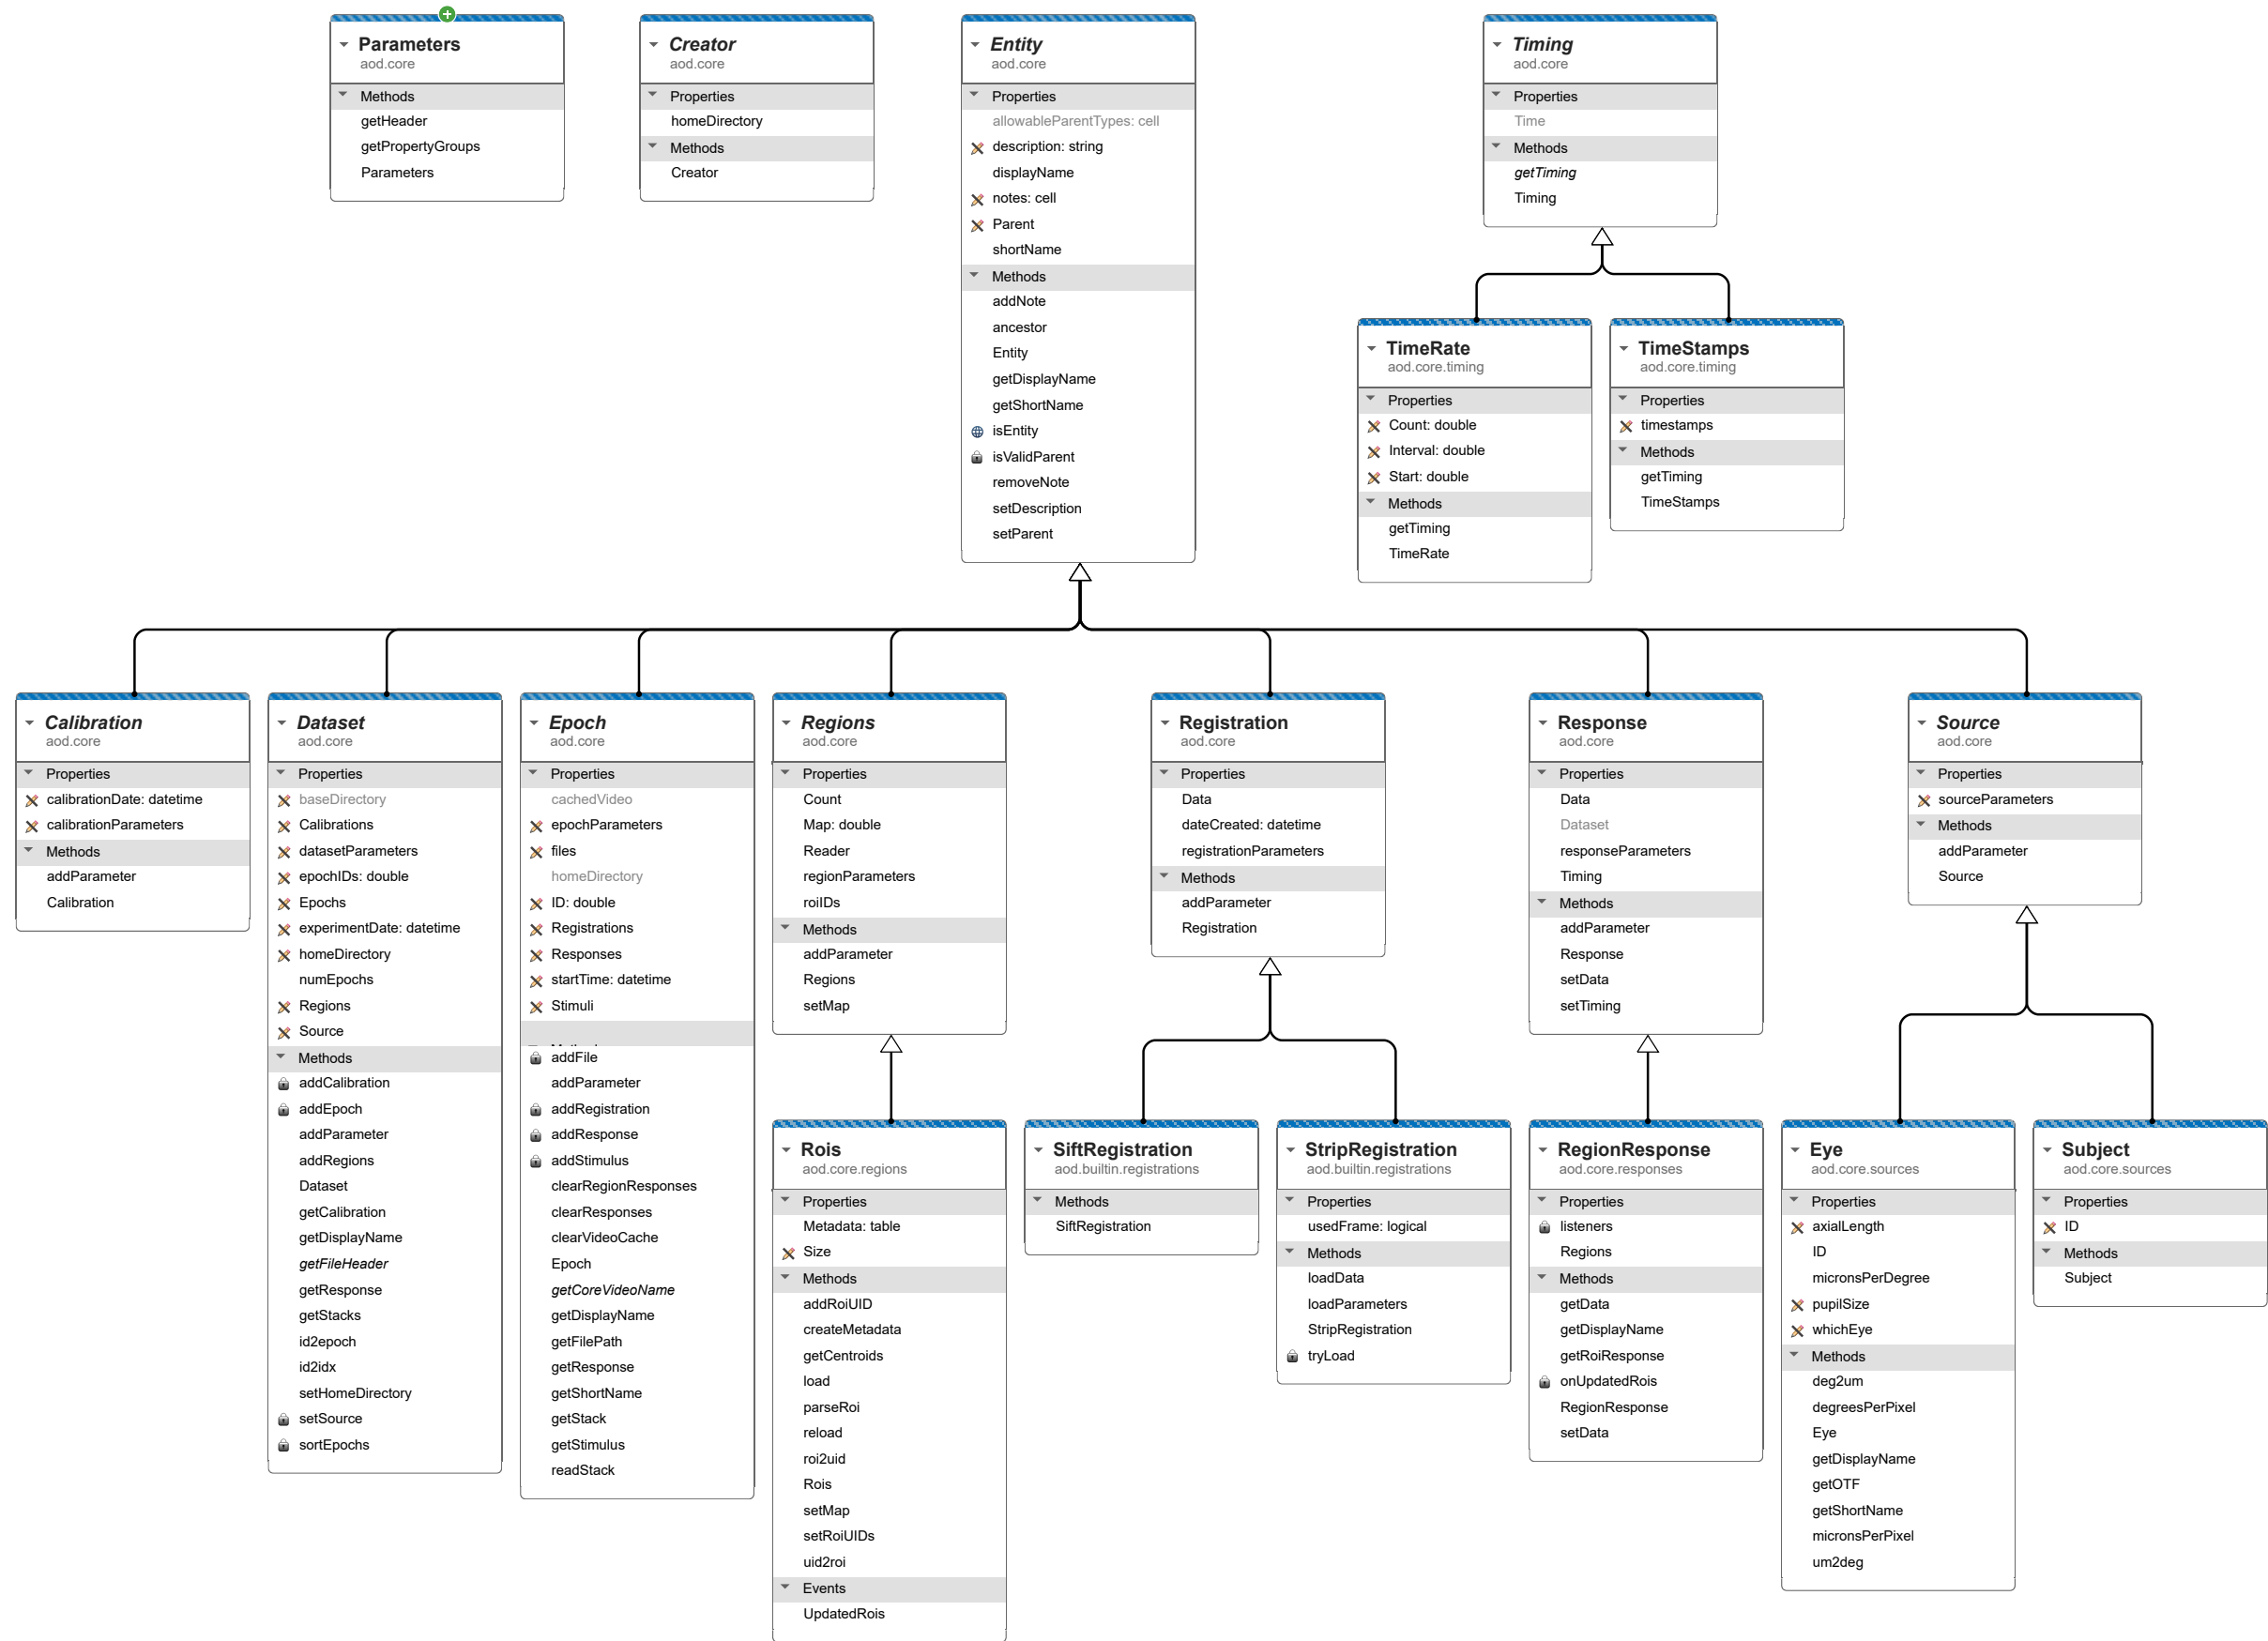 Parameters
aod.core
Methods
getHeader
getPropertyGroups
Parameters
Creator
aod.core
Properties
homeDirectory
Methods
Creator
Entity
aod.core
Properties
allowableParentTypes: cell
description: string
displayName
notes: cell
Parent
shortName
Methods
addNote
ancestor
Entity
getDisplayName
getShortName
isEntity
isValidParent
removeNote
setDescription
setParent
Timing
aod.core
Properties
Time
Methods
getTiming
Timing
TimeRate
aod.core.timing
Properties
Count: double
Interval: double
Start: double
Methods
getTiming
TimeRate
TimeStamps
aod.core.timing
Properties
timestamps
Methods
getTiming
TimeStamps
Calibration
aod.core
Properties
calibrationDate: datetime
calibrationParameters
Methods
addParameter
Calibration
Dataset
aod.core
Properties
baseDirectory
Calibrations
datasetParameters
epochIDs: double
Epochs
experimentDate: datetime
homeDirectory
numEpochs
Regions
Source
Methods
addCalibration
addEpoch
addParameter
addRegions
Dataset
getCalibration
getDisplayName
getFileHeader
getResponse
getStacks
id2epoch
id2idx
setHomeDirectory
setSource
sortEpochs
Epoch
aod.core
Properties
cachedVideo
epochParameters
files
homeDirectory
ID: double
Registrations
Responses
startTime: datetime
Stimuli
addFile
addParameter
addRegistration
addResponse
addStimulus
clearRegionResponses
clearResponses
clearVideoCache
Epoch
getCoreVideoName
getDisplayName
getFilePath
getResponse
getShortName
getStack
getStimulus
readStack
Regions
aod.core
Properties
Count
Map: double
Reader
regionParameters
roiIDs
Methods
addParameter
Regions
setMap
Registration
aod.core
Properties
Data
dateCreated: datetime
registrationParameters
Methods
addParameter
Registration
Response
aod.core
Properties
Data
Dataset
responseParameters
Timing
Methods
addParameter
Response
setData
setTiming
Source
aod.core
Properties
sourceParameters
Methods
addParameter
Source
Rois
aod.core.regions
Properties
Metadata: table
Size
Methods
addRoiUID
createMetadata
getCentroids
load
parseRoi
reload
roi2uid
Rois
setMap
setRoiUIDs
uid2roi
Events
UpdatedRois
SiftRegistration
aod.builtin.registrations
Methods
SiftRegistration
StripRegistration
aod.builtin.registrations
Properties
usedFrame: logical
Methods
loadData
loadParameters
StripRegistration
tryLoad
RegionResponse
aod.core.responses
Properties
listeners
Regions
Methods
getData
getDisplayName
getRoiResponse
onUpdatedRois
RegionResponse
setData
Eye
aod.core.sources
Properties
axialLength
ID
micronsPerDegree
pupilSize
whichEye
Methods
deg2um
degreesPerPixel
Eye
getDisplayName
getOTF
getShortName
micronsPerPixel
um2deg
Subject
aod.core.sources
Properties
ID
Methods
Subject